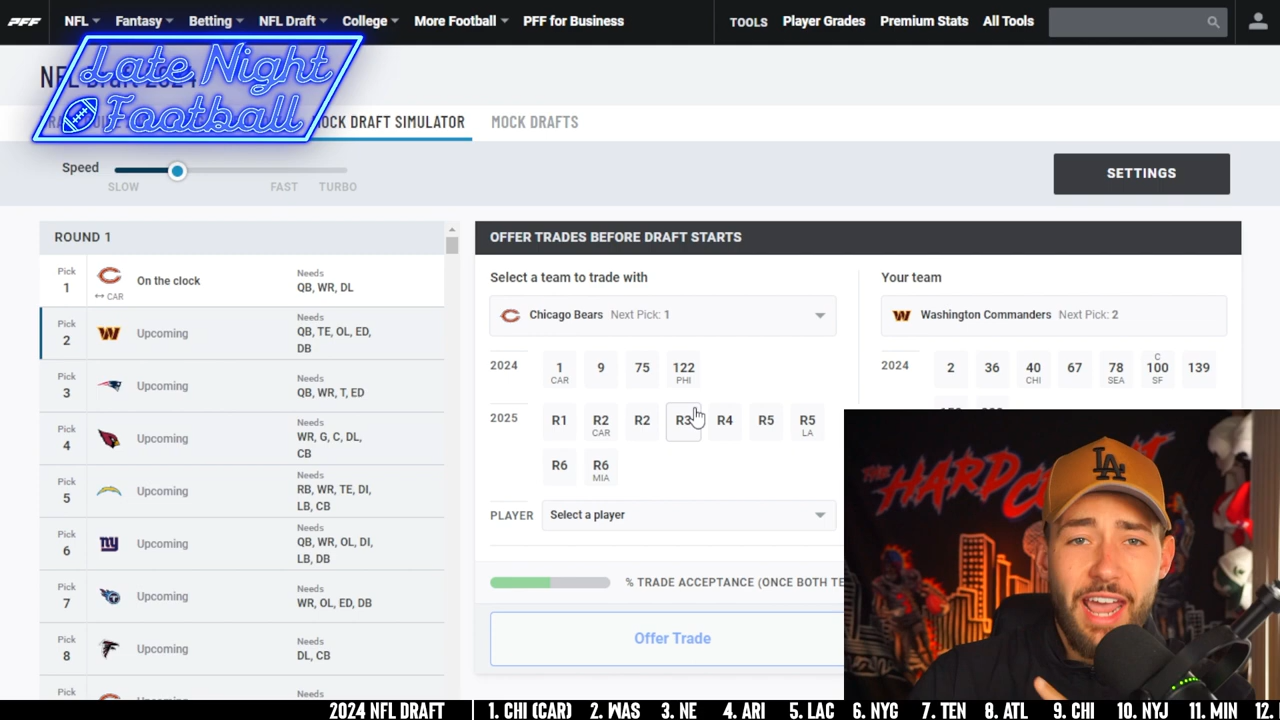 PFF
NFL
Fantasy
Betting
NFL Draft
College
More Football
PFF for Business
TOOLS
Player Grades
Premium Stats
All Tools
Late Night
Football
MOCK DRAFT SIMULATOR
MOCK DRAFTS
Speed
SLOW
FAST
TURBO
SETTINGS
ROUND 1
Pick
1
↔ CAR
On the clock
Needs
QB, WR, DL
Pick
2
Upcoming
Needs
QB, TE, OL, ED,
DB
Pick
3
Upcoming
Needs
QB, WR, T, ED
Pick
4
Upcoming
Needs
WR, G, C, DL,
CB
Pick
5
Upcoming
Needs
RB, WR, TE, DI,
LB, CB
Pick
6
Upcoming
Needs
QB, WR, OL, DI,
LB, DB
Pick
7
Upcoming
Needs
WR, OL, ED, DB
Pick
8
Upcoming
Needs
DL, CB
Pick
Needs
OFFER TRADES BEFORE DRAFT STARTS
Select a team to trade with
Chicago Bears Next Pick: 1
2024
1
CAR
9
75
122
PHI
2025
R1
R2
CAR
R2
R3
R4
R5
R5
LA
R6
R6
MIA
PLAYER
Select a player
% TRADE ACCEPTANCE (ONCE BOTH TE
Offer Trade
Your team
Washington Commanders Next Pick: 2
2024
2
36
40
CHI
67
78
SEA
C
100
SF
139
THE HARDCO
LA
2024 NFL DRAFT 1. CHI (CAR) 2. WAS 3. NE 4. ARI 5. LAC 6. NYG 7. TEN 8. ATL 9. CHI 10. NYJ 11. MIN 12.